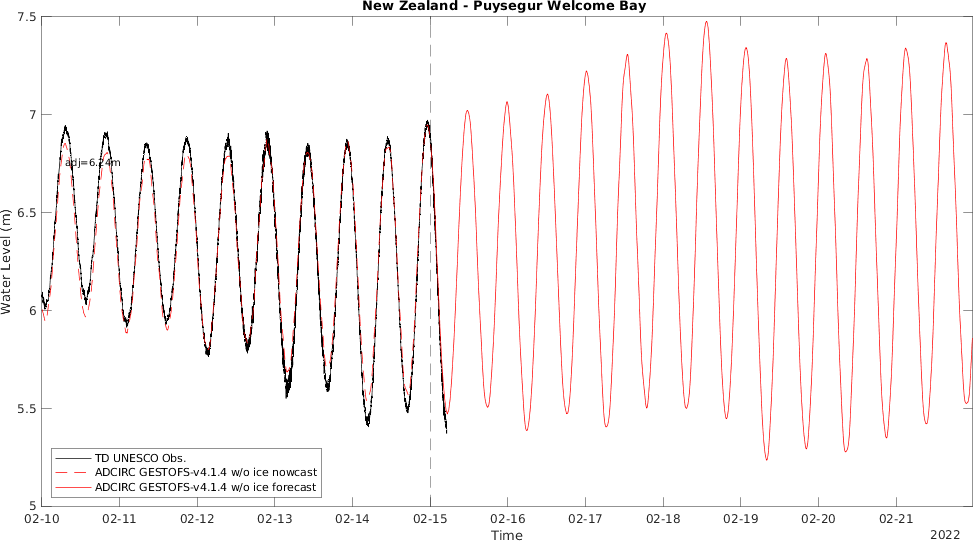 New Zealand - Puysegur Welcome Bay
7.5
7
6.5
6
5.5
5
Water Level (m)
adj=6.24m
TD UNESCO Obs.
ADCIRC GESTOFS-v4.1.4 w/o ice nowcast
ADCIRC GESTOFS-v4.1.4 w/o ice forecast
02-10 02-11 02-12 02-13 02-14 02-15 02-16 02-17 02-18 02-19 02-20 02-21
Time
2022